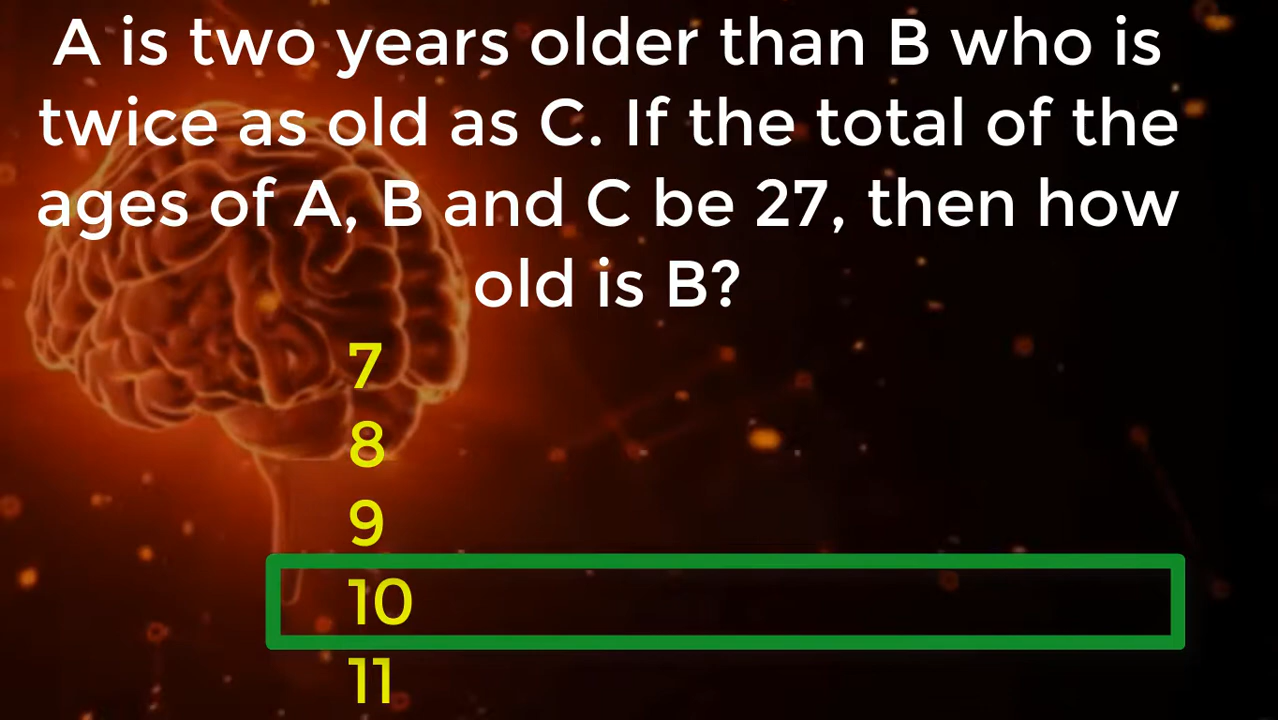 A is two years older than B who is
twice as old as C. If the total of the
ages of A, B and C be 27, then how
old is B?
7
8
9
10
11